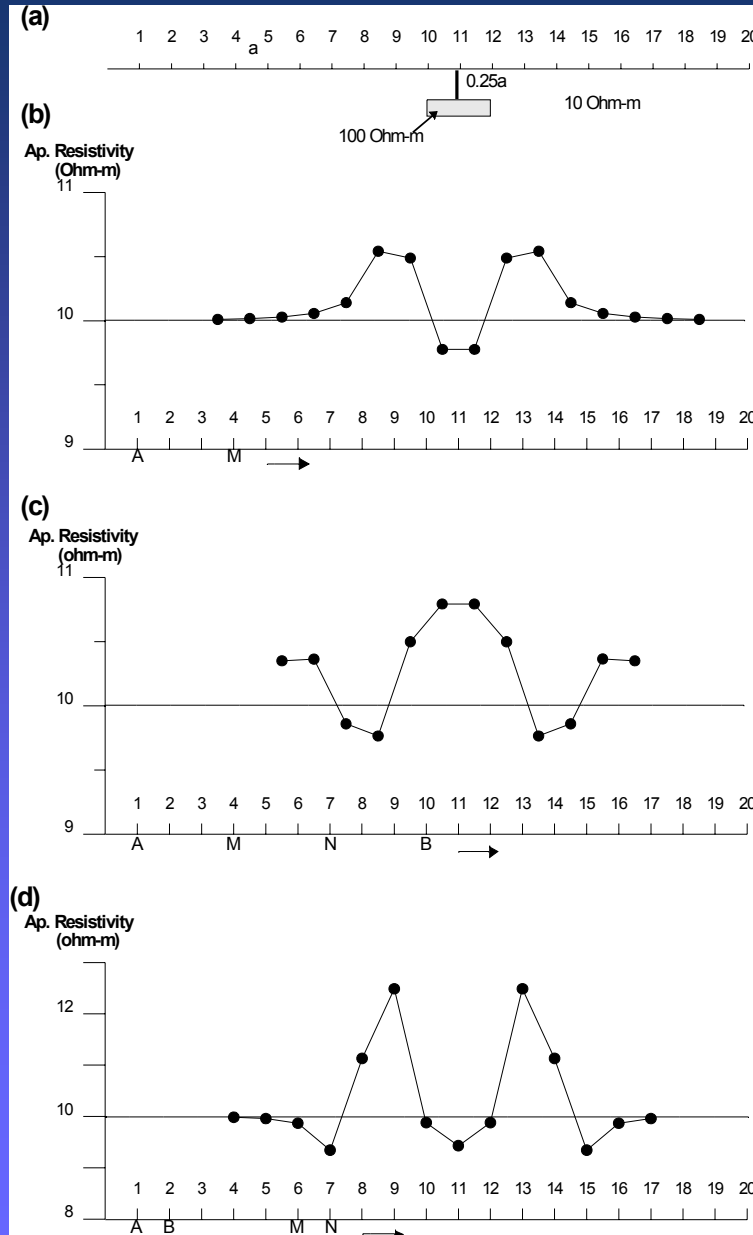 (a)
1 2 3 4 5 6 7 8 9 10 11 12 13 14 15 16 17 18 19 20
a
0.25a
10 Ohm-m
100 Ohm-m
(b)
Ap. Resistivity
(Ohm-m)
11
10
9
1 2 3 4 5 6 7 8 9 10 11 12 13 14 15 16 17 18 19 20
A M
(c)
Ap. Resistivity
(ohm-m)
11
10
9
1 2 3 4 5 6 7 8 9 10 11 12 13 14 15 16 17 18 19 20
A M N B
(d)
Ap. Resistivity
(ohm-m)
12
10
8
1 2 3 4 5 6 7 8 9 10 11 12 13 14 15 16 17 18 19 20
A B M N